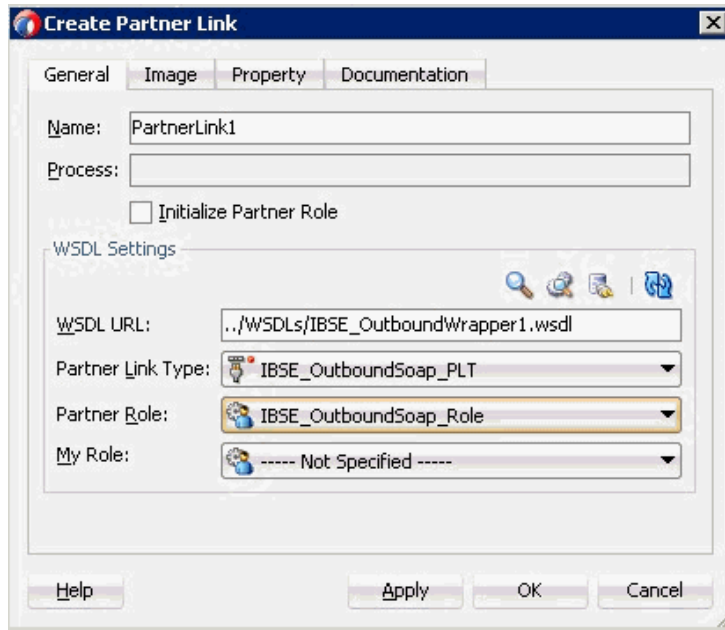 Create Partner Link
General Image Property Documentation
Name: PartnerLink1
Process:
Initialize Partner Role
WSDL Settings
WSDL URL: ../WSDLs/IBSE_OutboundWrapper1.wsdl
Partner Link Type: IBSE_OutboundSoap_PLT
Partner Role: IBSE_OutboundSoap_Role
My Role: ----- Not Specified -----
Help Apply OK Cancel